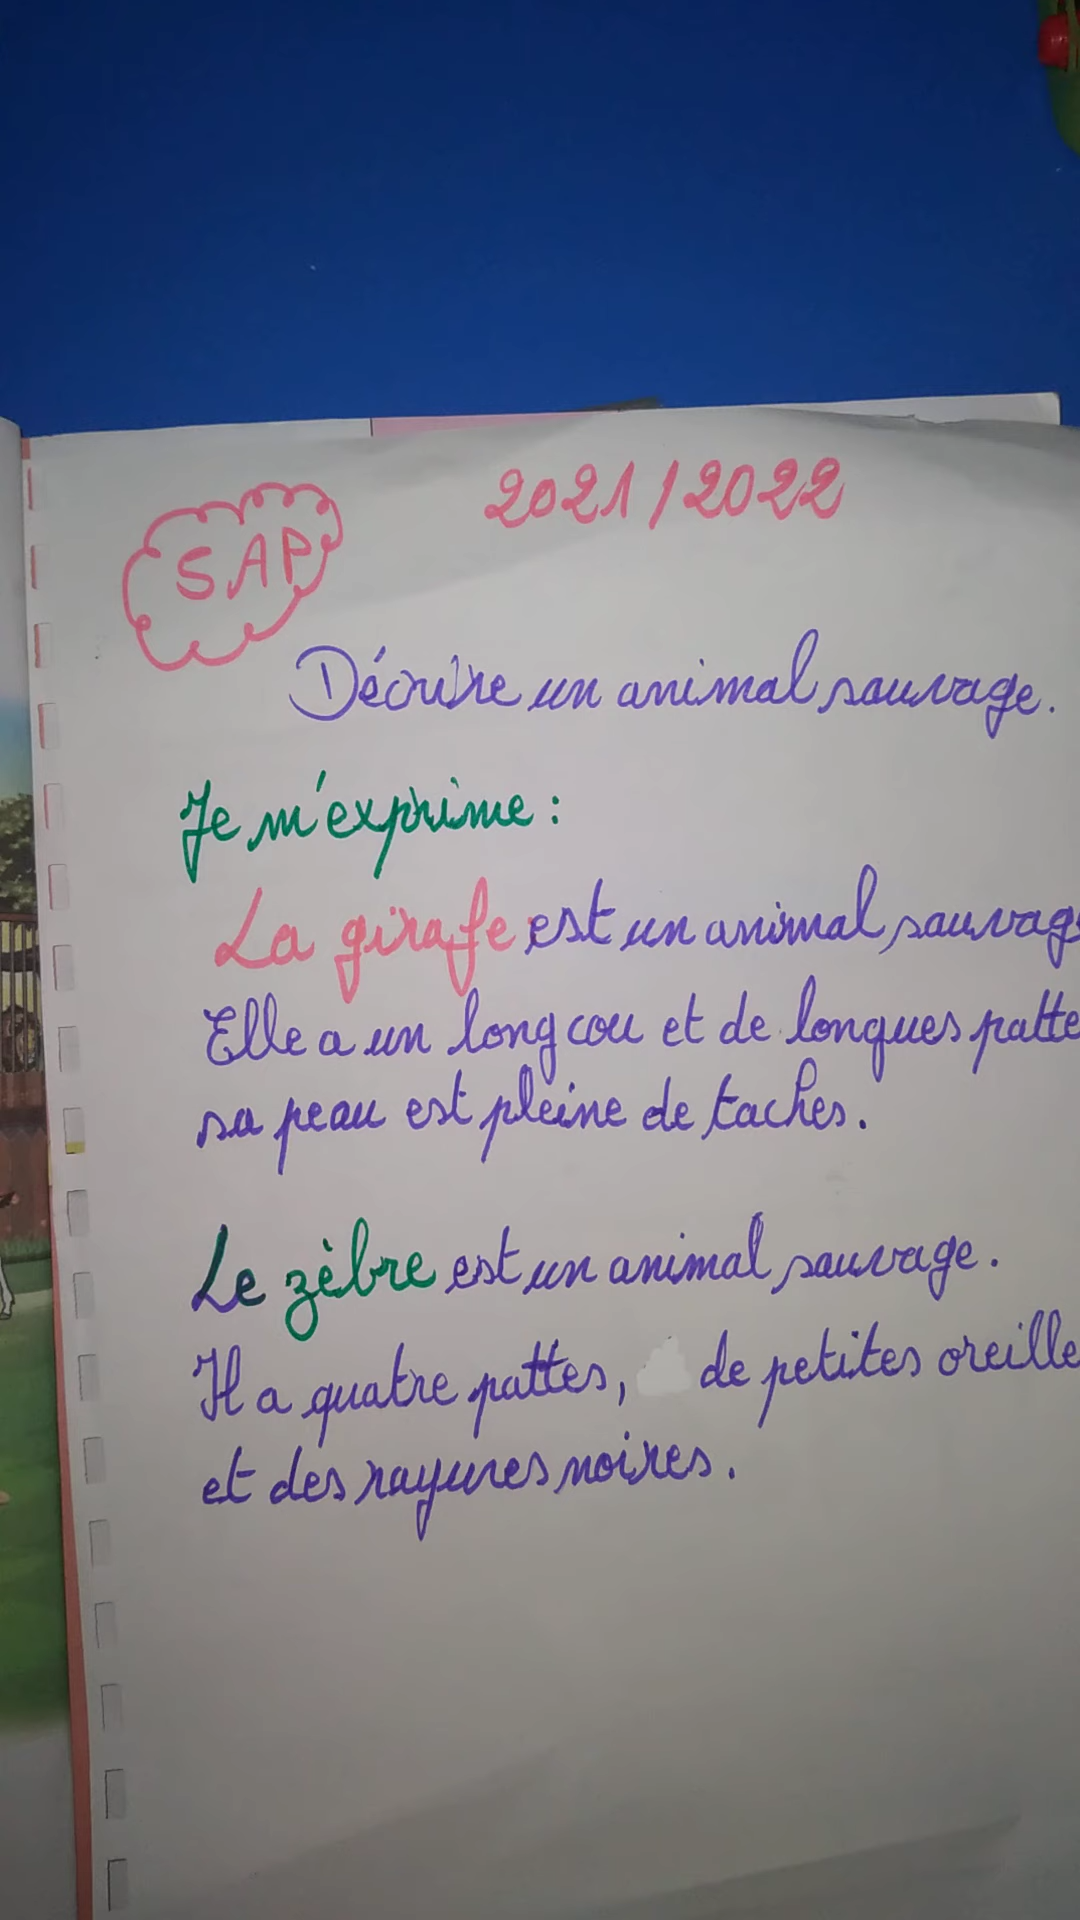 2021/2022
SAP
Décrire un animal sauvage.
Je m'exprime :
La girafe est un animal sauvage
Elle a un long cou et de longues patte
sa peau est pleine de taches.
Le zèbre est un animal sauvage.
Il a quatre pattes, de petites oreille
et des rayures noires.